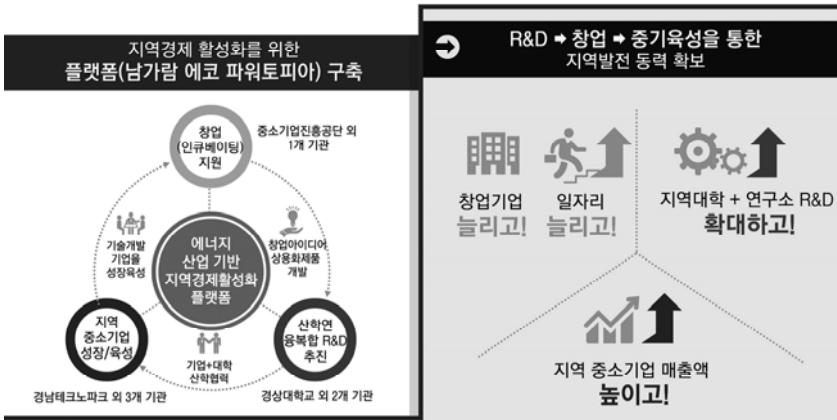 지역경제 활성화를 위한
플랫폼(남가람 에코 파워토피아) 구축
창업
(인큐베이팅)
지원
중소기업진흥공단 외
1개 기관
기술개발
기업을
성장육성
에너지
산업 기반
지역경제활성화
플랫폼
창업아이디어
상용화제품
개발
지역
중소기업
성장/육성
기업+대학
산학협력
산학연
융복합 R&D
추진
경남테크노파크 외 3개 기관
경상대학교 외 2개 기관
R&D ➡ 창업 ➡ 중기육성을 통한
지역발전 동력 확보
창업기업
늘리고!
일자리
늘리고!
지역대학 + 연구소 R&D
확대하고!
지역 중소기업 매출액
높이고!